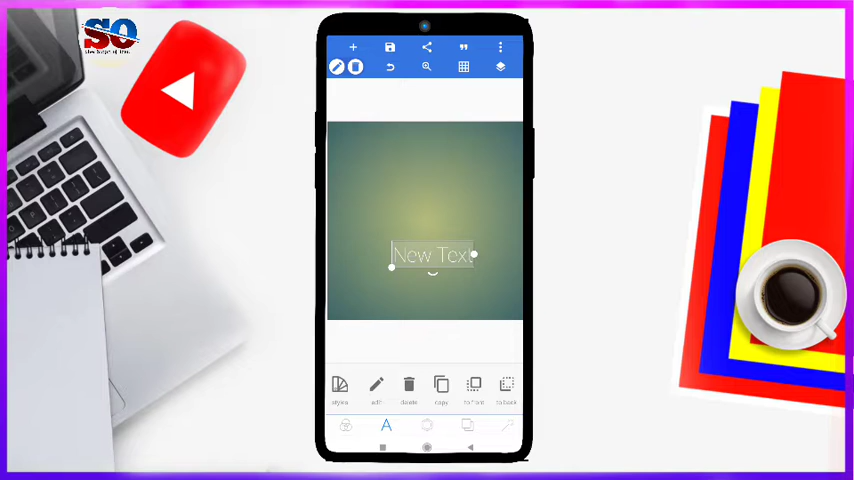 SO
New Text
styles
edit
delete
copy
to front
to back
A